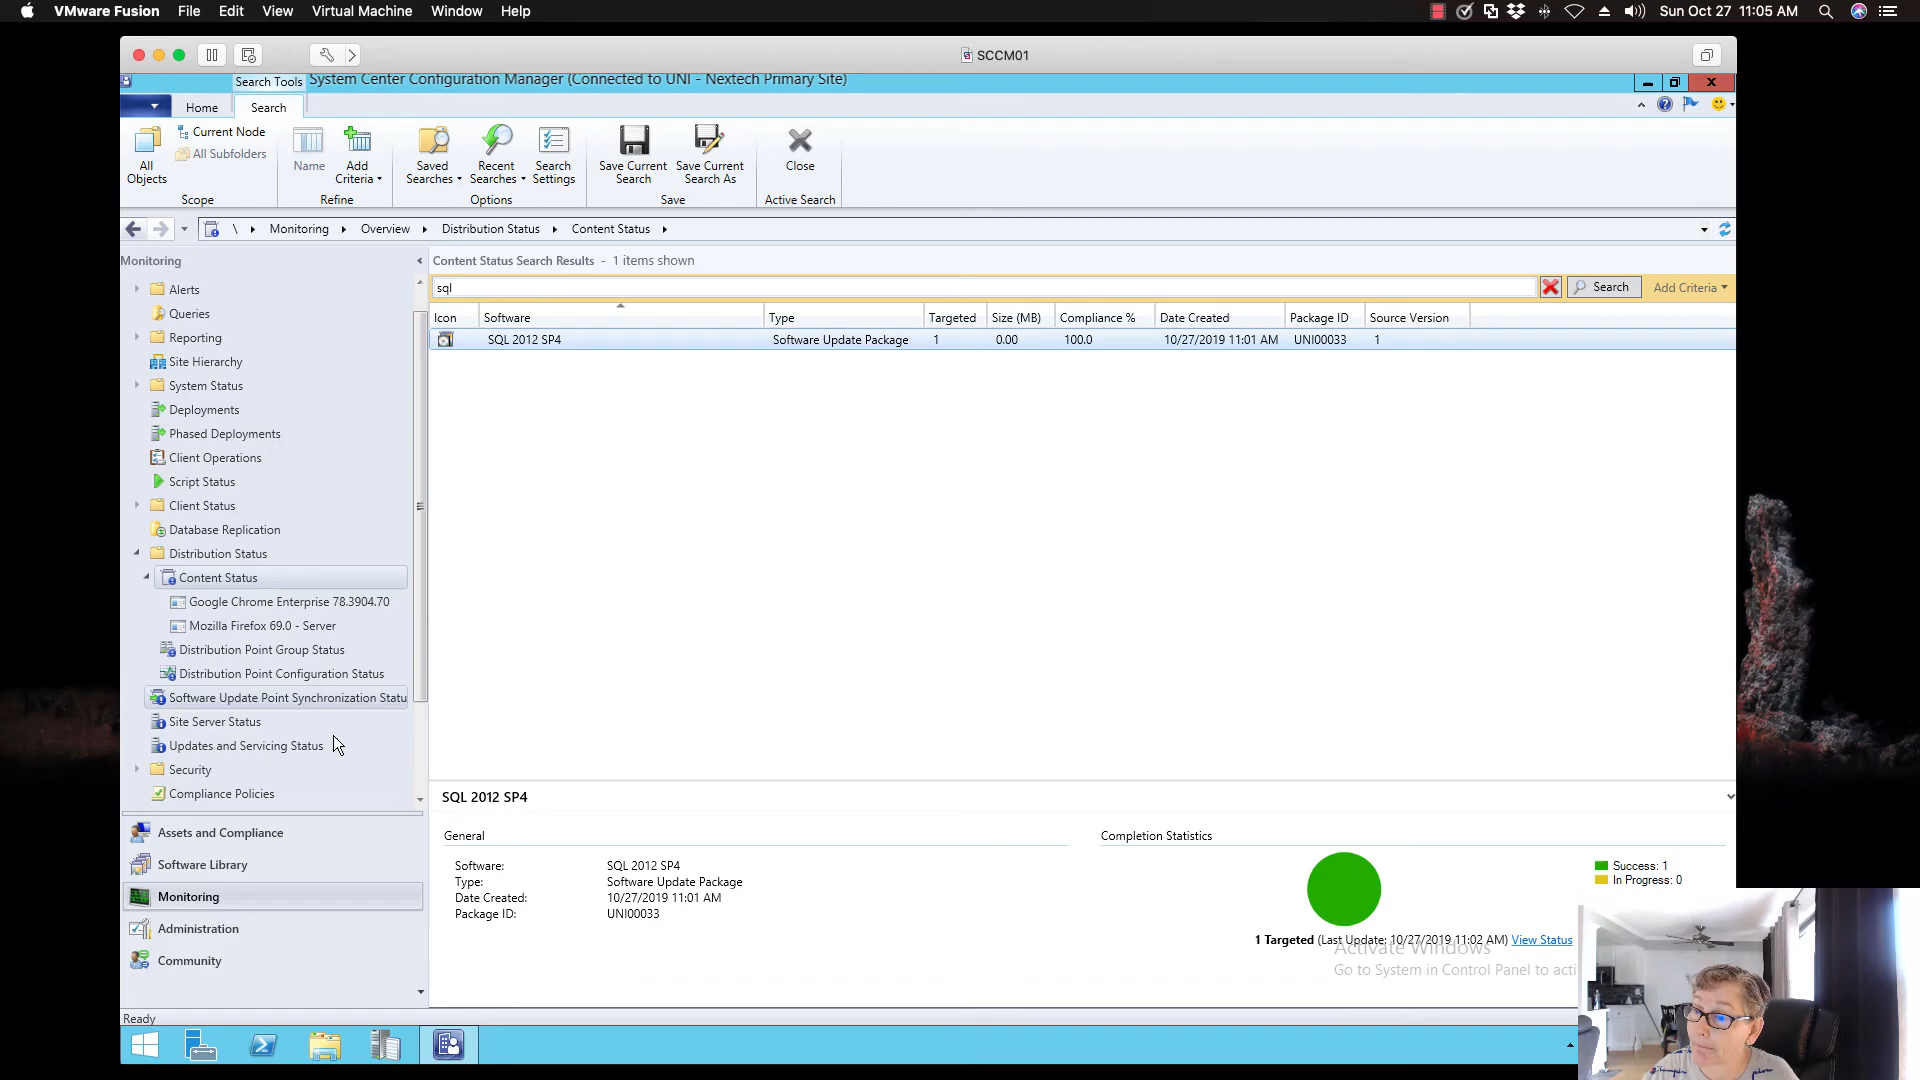 VMware Fusion File Edit View Virtual Machine Window Help Sun Oct 27 11:05 AM
SCCM01
Search Tools System Center Configuration Manager (Connected to UNI - Nextech Primary Site)
Home Search
All Objects
Current Node
All Subfolders
Scope
Name
Add Criteria
Refine
Saved Searches
Recent Searches
Search Settings
Options
Save Current Search
Save Current Search As
Save
Close
Active Search
\ Monitoring Overview Distribution Status Content Status
Monitoring
Alerts
Queries
Reporting
Site Hierarchy
System Status
Deployments
Phased Deployments
Client Operations
Script Status
Client Status
Database Replication
Distribution Status
Content Status
Google Chrome Enterprise 78.3904.70
Mozilla Firefox 69.0 - Server
Distribution Point Group Status
Distribution Point Configuration Status
Software Update Point Synchronization Statu
Site Server Status
Updates and Servicing Status
Security
Compliance Policies
Assets and Compliance
Software Library
Monitoring
Administration
Community
Content Status Search Results - 1 items shown
sql
Search
Add Criteria
Icon Software Type Targeted Size (MB) Compliance % Date Created Package ID Source Version
SQL 2012 SP4 Software Update Package 1 0.00 100.0 10/27/2019 11:01 AM UNI00033 1
SQL 2012 SP4
General
Software: SQL 2012 SP4
Type: Software Update Package
Date Created: 10/27/2019 11:01 AM
Package ID: UNI00033
Completion Statistics
Success: 1
In Progress: 0
1 Targeted (Last Update: 10/27/2019 11:02 AM) View Status
Activate Windows
Go to System in Control Panel to acti
Ready